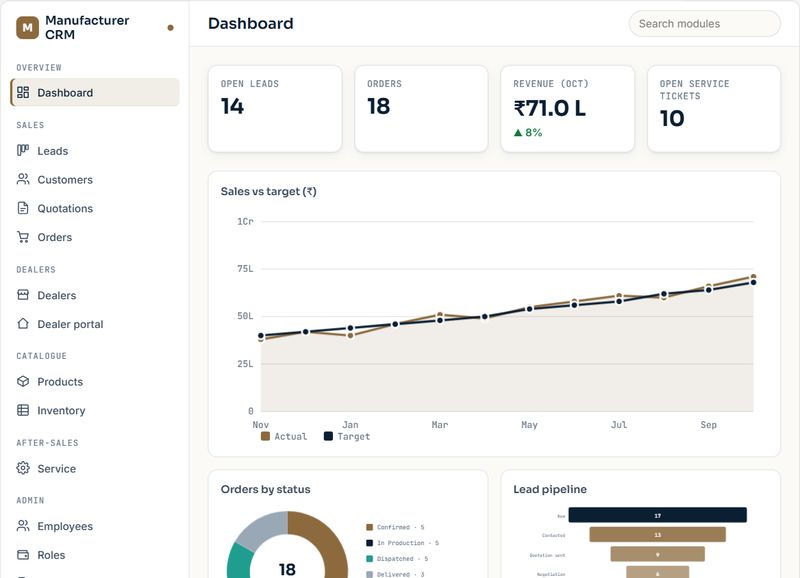 M
Manufacturer
CRM
OVERVIEW
Dashboard
SALES
Leads
Customers
Quotations
Orders
DEALERS
Dealers
Dealer portal
CATALOGUE
Products
Inventory
AFTER-SALES
Service
ADMIN
Employees
Roles
Dashboard
Search modules
OPEN LEADS
14
ORDERS
18
REVENUE (OCT)
₹71.0 L
▲ 8%
OPEN SERVICE
TICKETS
10
Sales vs target (₹)
1Cr
75L
50L
25L
0
Nov Jan Mar May Jul Sep
Actual Target
Orders by status
18
Confirmed · 5
In Production · 5
Dispatched · 5
Delivered · 3
Lead pipeline
New 17
Contacted 13
Quotation sent 9
Negotiation